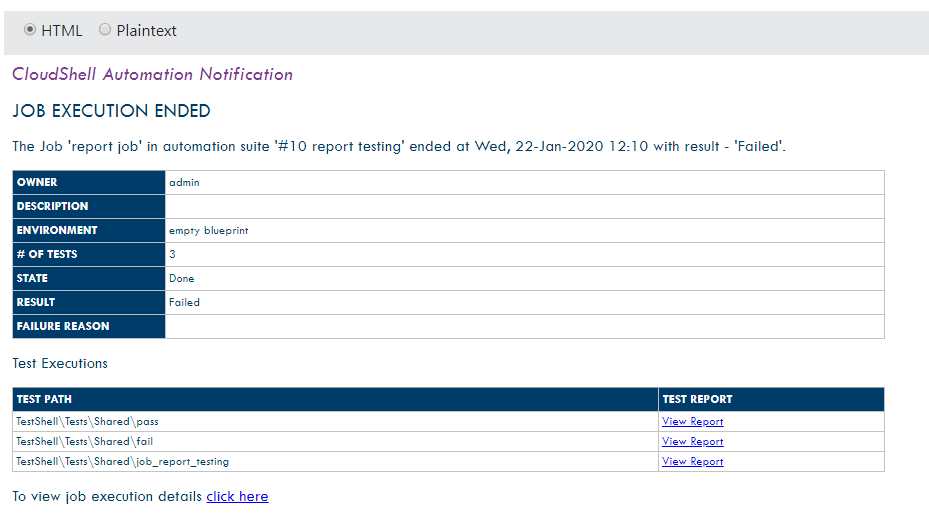 HTML Plaintext
CloudShell Automation Notification
JOB EXECUTION ENDED
The Job 'report job' in automation suite '#10 report testing' ended at Wed, 22-Jan-2020 12:10 with result - 'Failed'.
OWNER admin
DESCRIPTION
ENVIRONMENT empty blueprint
# OF TESTS 3
STATE Done
RESULT Failed
FAILURE REASON
Test Executions
TEST PATH TEST REPORT
TestShell\Tests\Shared\pass View Report
TestShell\Tests\Shared\fail View Report
TestShell\Tests\Shared\job_report_testing View Report
To view job execution details click here